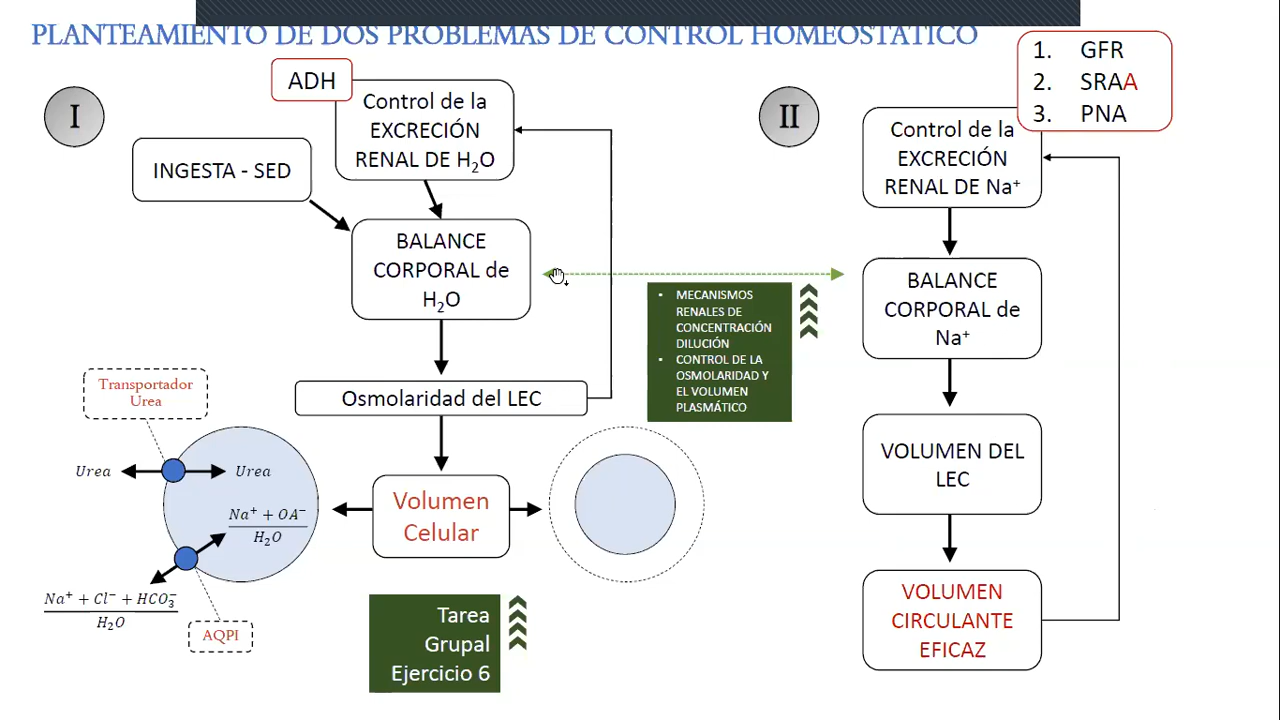 PLANTEAMIENTO DE DOS PROBLEMAS DE CONTROL HOMEOSTATICO
I
ADH
Control de la
EXCRECIÓN
RENAL DE H₂O
INGESTA - SED
BALANCE
CORPORAL de
H₂O
Osmolaridad del LEC
Volumen
Celular
Transportador
Urea
Urea
Urea
Na⁺ + OA⁻
H₂O
Na⁺ + Cl⁻ + HCO₃⁻
H₂O
AQPI
Tarea
Grupal
Ejercicio 6
• MECANISMOS
RENALES DE
CONCENTRACIÓN
DILUCIÓN
• CONTROL DE LA
OSMOLARIDAD Y
EL VOLUMEN
PLASMÁTICO
II
1. GFR
2. SRAA
3. PNA
Control de la
EXCRECIÓN
RENAL DE Na⁺
BALANCE
CORPORAL de
Na⁺
VOLUMEN DEL
LEC
VOLUMEN
CIRCULANTE
EFICAZ